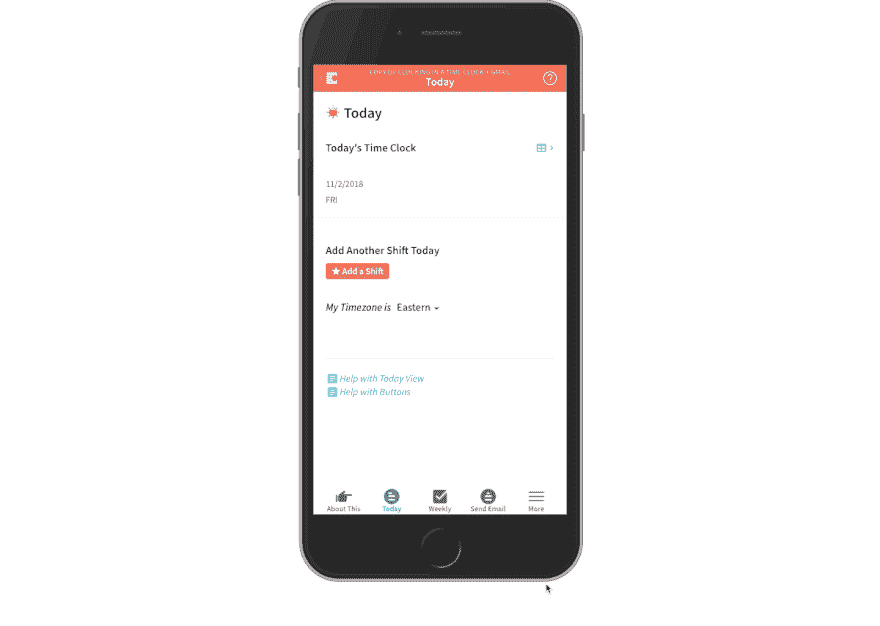 COPY OF CLOCKING IN A TIME CLOCK + GMAIL
Today
Today
Today's Time Clock
11/2/2018
FRI
Add Another Shift Today
Add a Shift
My Timezone is Eastern
Help with Today View
Help with Buttons
About This Today Weekly Send Email More